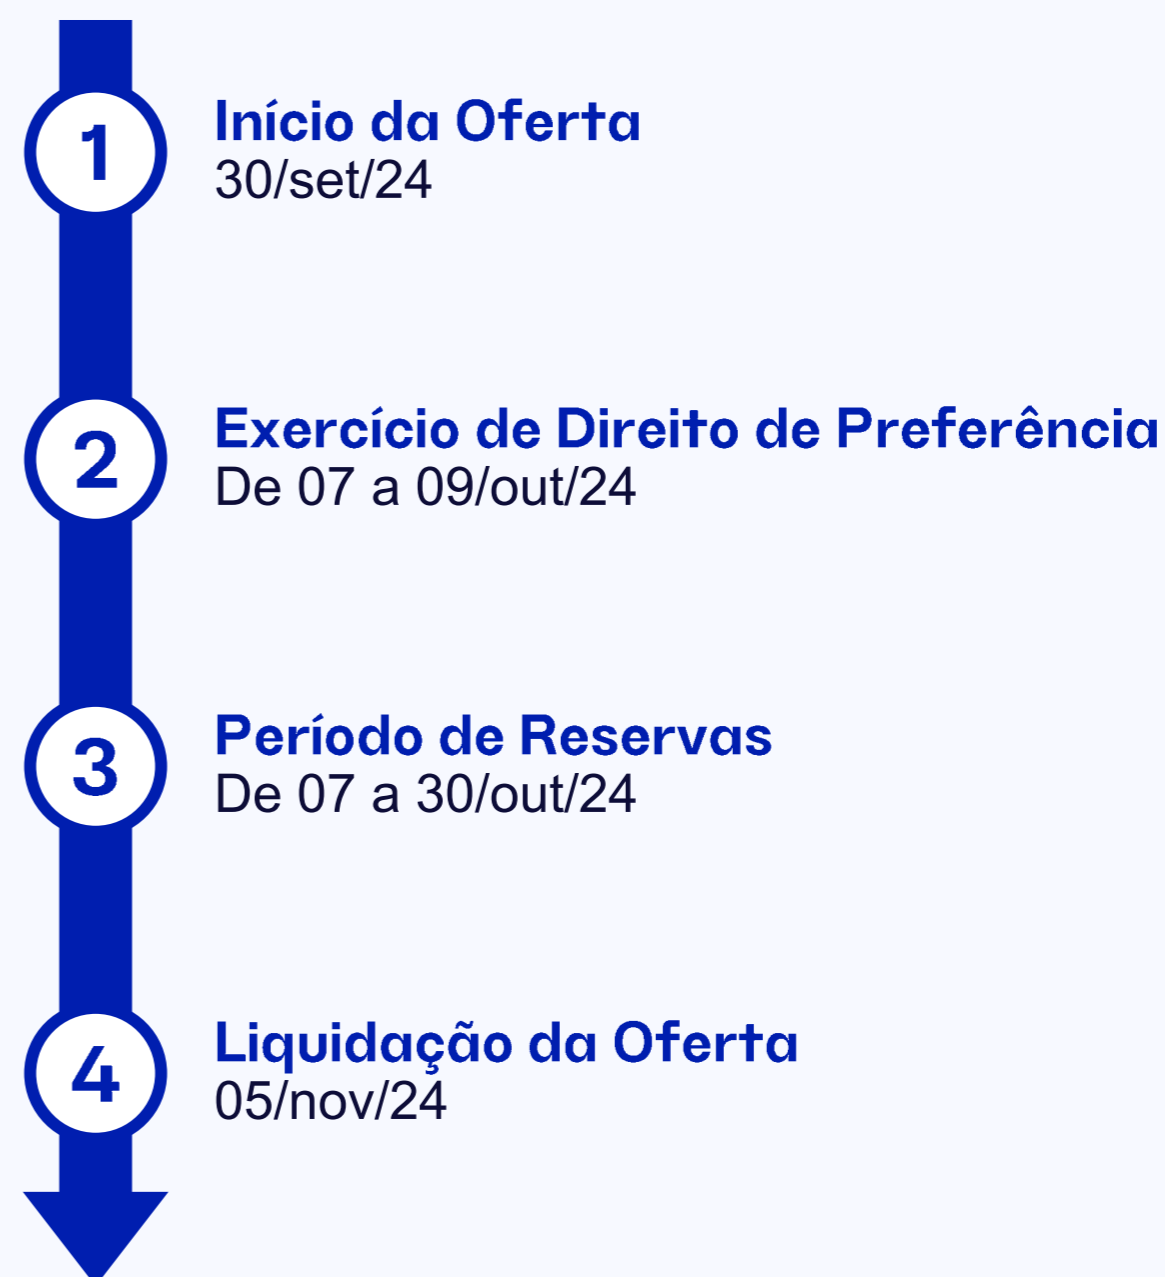 1
Início da Oferta
30/set/24
2
Exercício de Direito de Preferência
De 07 a 09/out/24
3
Período de Reservas
De 07 a 30/out/24
4
Liquidação da Oferta
05/nov/24